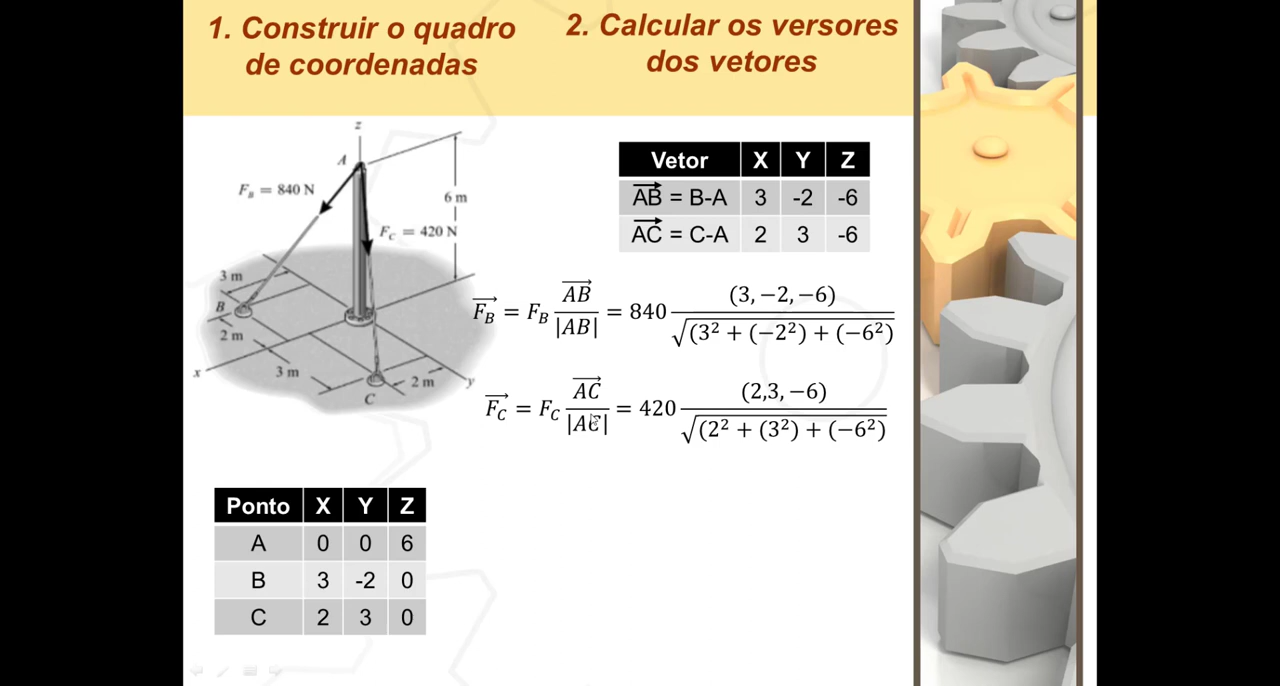 1. Construir o quadro
de coordenadas
2. Calcular os versores
dos vetores
z
A
F_B = 840 N
6 m
F_C = 420 N
3 m
B
2 m
x
3 m
2 m
y
C
Vetor X Y Z
AB = B-A 3 -2 -6
AC = C-A 2 3 -6
F_B = F_B AB/|AB| = 840 (3, −2, −6)/√(3² + (−2²) + (−6²)
F_C = F_C AC/|AC| = 420 (2,3, −6)/√(2² + (3²) + (−6²)
Ponto X Y Z
A 0 0 6
B 3 -2 0
C 2 3 0